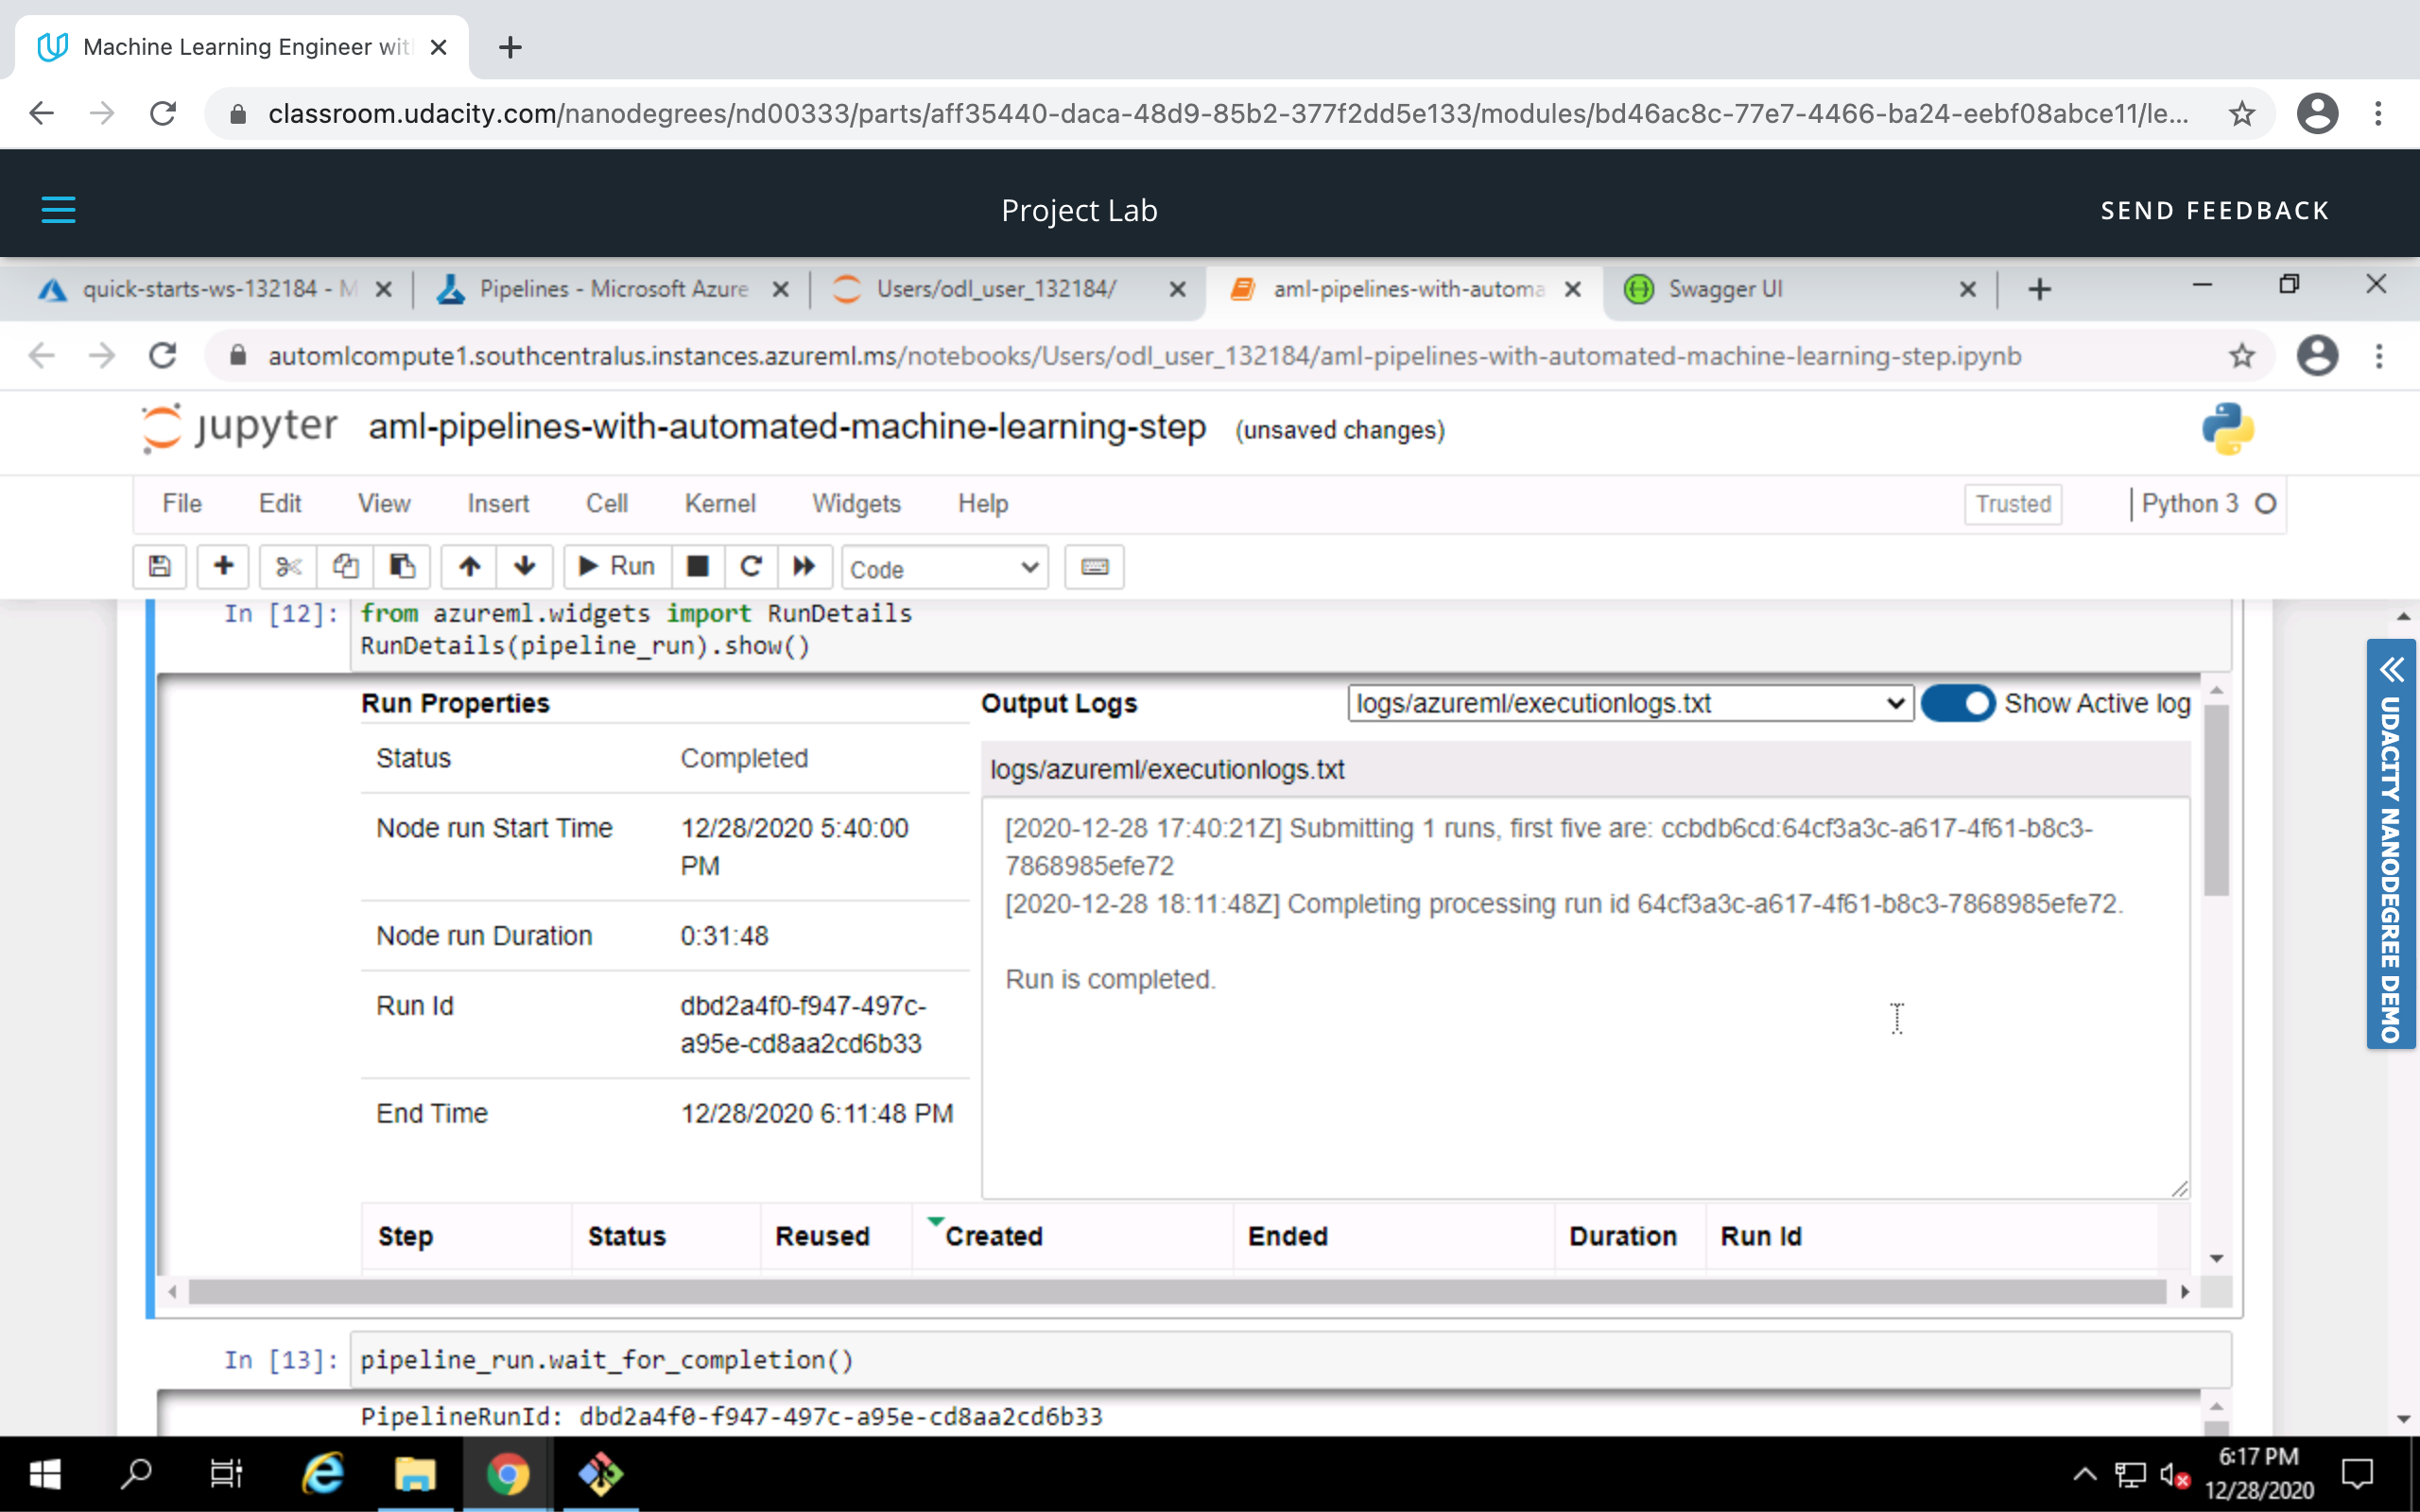 Machine Learning Engineer wit
classroom.udacity.com/nanodegrees/nd00333/parts/aff35440-daca-48d9-85b2-377f2dd5e133/modules/bd46ac8c-77e7-4466-ba24-eebf08abce11/le...
Project Lab
SEND FEEDBACK
quick-starts-ws-132184 - M
Pipelines - Microsoft Azure
Users/odl_user_132184/
aml-pipelines-with-automa
Swagger UI
automlcompute1.southcentralus.instances.azureml.ms/notebooks/Users/odl_user_132184/aml-pipelines-with-automated-machine-learning-step.ipynb
jupyter aml-pipelines-with-automated-machine-learning-step (unsaved changes)
File Edit View Insert Cell Kernel Widgets Help Trusted Python 3
Run Code
In [12]: from azureml.widgets import RunDetails
RunDetails(pipeline_run).show()
Run Properties
Status Completed
Node run Start Time 12/28/2020 5:40:00
PM
Node run Duration 0:31:48
Run Id dbd2a4f0-f947-497c-
a95e-cd8aa2cd6b33
End Time 12/28/2020 6:11:48 PM
Output Logs logs/azureml/executionlogs.txt Show Active log
logs/azureml/executionlogs.txt
[2020-12-28 17:40:21Z] Submitting 1 runs, first five are: ccbdb6cd:64cf3a3c-a617-4f61-b8c3-
7868985efe72
[2020-12-28 18:11:48Z] Completing processing run id 64cf3a3c-a617-4f61-b8c3-7868985efe72.
Run is completed.
Step Status Reused Created Ended Duration Run Id
In [13]: pipeline_run.wait_for_completion()
PipelineRunId: dbd2a4f0-f947-497c-a95e-cd8aa2cd6b33
UDACITY NANODEGREE DEMO
6:17 PM
12/28/2020